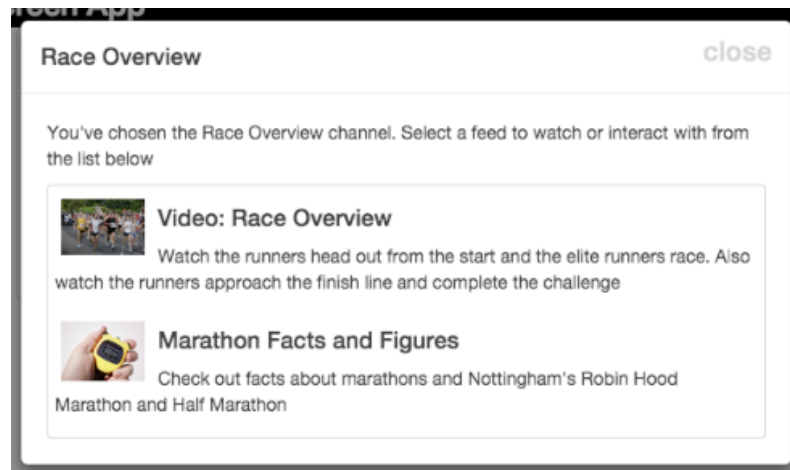 Screen App
Race Overview
close
You've chosen the Race Overview channel. Select a feed to watch or interact with from
the list below
Video: Race Overview
Watch the runners head out from the start and the elite runners race. Also
watch the runners approach the finish line and complete the challenge
Marathon Facts and Figures
Check out facts about marathons and Nottingham's Robin Hood
Marathon and Half Marathon